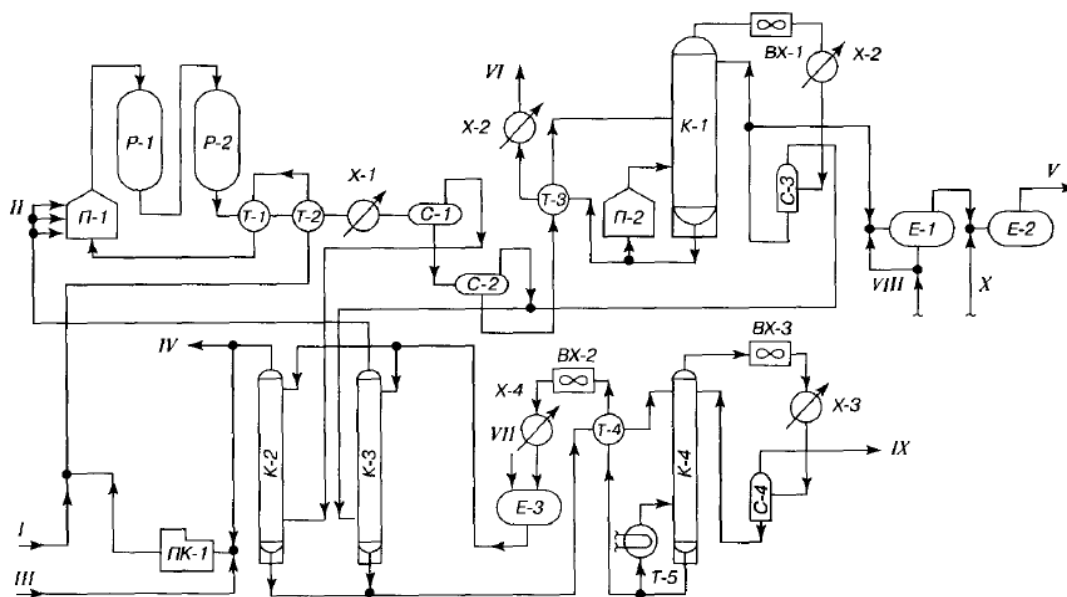 VI
ВХ-1
Х-2
Х-2
К-1
Р-1
Р-2
Х-1
II
П-1
Т-1
Т-2
С-1
Т-3
П-2
С-3
V
Е-1
Е-2
С-2
VIII
X
IV
ВХ-2
ВХ-3
Х-4
VII
Т-4
Х-3
К-2
К-3
К-4
IX
С-4
Е-3
I
ПК-1
Т-5
III